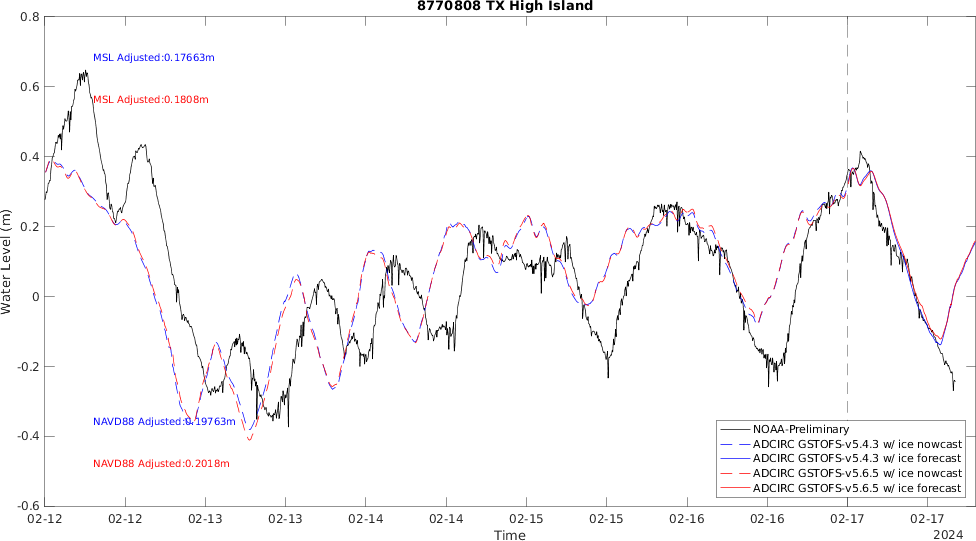 8770808 TX High Island
0.8
0.6
0.4
0.2
0
-0.2
-0.4
-0.6
Water Level (m)
MSL Adjusted:0.17663m
MSL Adjusted:0.1808m
NAVD88 Adjusted:0.19763m
NAVD88 Adjusted:0.2018m
NOAA-Preliminary
ADCIRC GSTOFS-v5.4.3 w/ ice nowcast
ADCIRC GSTOFS-v5.4.3 w/ ice forecast
ADCIRC GSTOFS-v5.6.5 w/ ice nowcast
ADCIRC GSTOFS-v5.6.5 w/ ice forecast
02-12 02-12 02-13 02-13 02-14 02-14 02-15 02-15 02-16 02-16 02-17 02-17
Time
2024